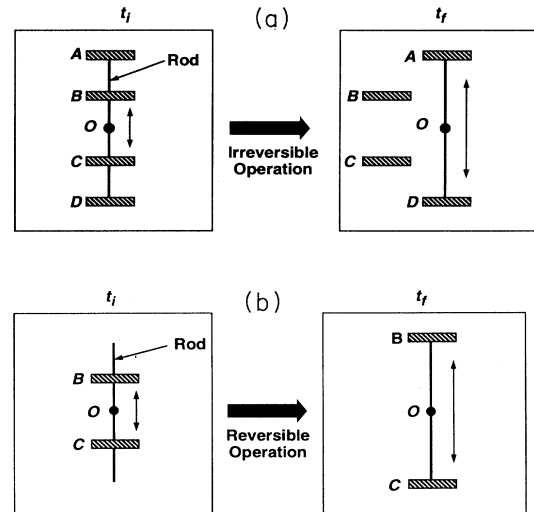 t_i
(a)
t_f
A
Rod
B
O
C
D
Irreversible
Operation
A
B
O
C
D
t_i
(b)
t_f
Rod
B
O
C
Reversible
Operation
B
O
C